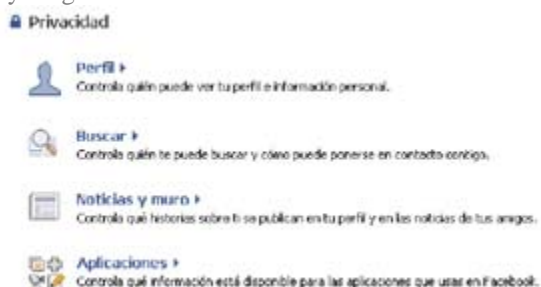 Privacidad
Perfil
Controla quién puede ver tu perfil e información personal.
Buscar
Controla quién te puede buscar y cómo puede ponerse en contacto contigo.
Noticias y muro
Controla qué historias sobre ti se publican en tu perfil y en las noticias de tus amigos.
Aplicaciones
Controla qué información está disponible para las aplicaciones que usas en Facebook.